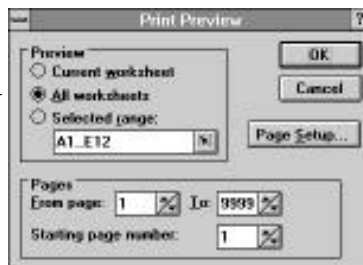 Print Preview ?
Preview
Current worksheet
All worksheets
Selected range:
A1..E12
OK
Cancel
Page Setup...
Pages
From page: 1 To: 9999
Starting page number: 1